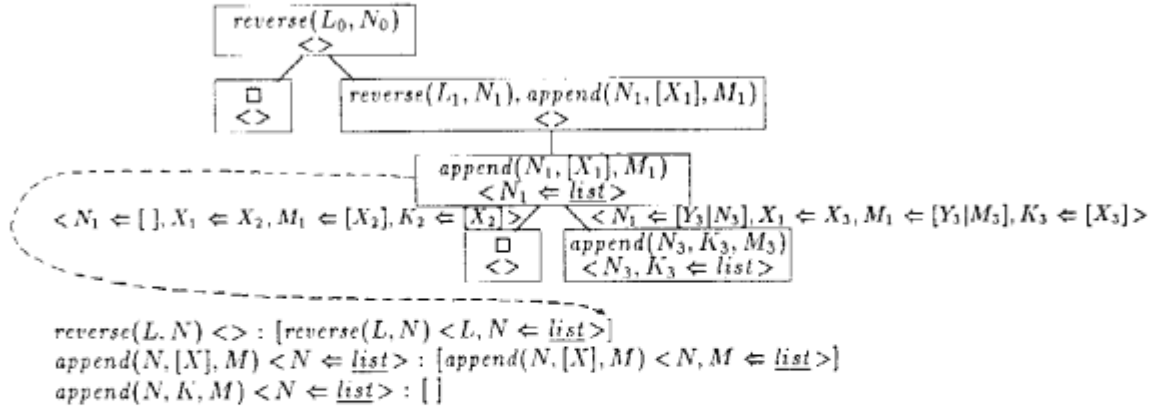 reverse(L₀, N₀)
<>
□
<>
reverse(L₁, N₁), append(N₁, [X₁], M₁)
<>
append(N₁, [X₁], M₁)
<N₁ ⇐ list>
< N₁ ⇐ [ ], X₁ ⇐ X₂, M₁ ⇐ [X₂], K₂ ⇐ [X₂]>
< N₁ ⇐ [Y₃|N₃], X₁ ⇐ X₃, M₁ ⇐ [Y₃|M₃], K₃ ⇐ [X₃]>
□
<>
append(N₃, K₃, M₃)
<N₃, K₃ ⇐ list>
reverse(L, N) <> : [reverse(L, N) <L, N ⇐ list>]
append(N, [X], M) <N ⇐ list> : [append(N, [X], M) <N, M ⇐ list>]
append(N, K, M) <N ⇐ list> : [ ]